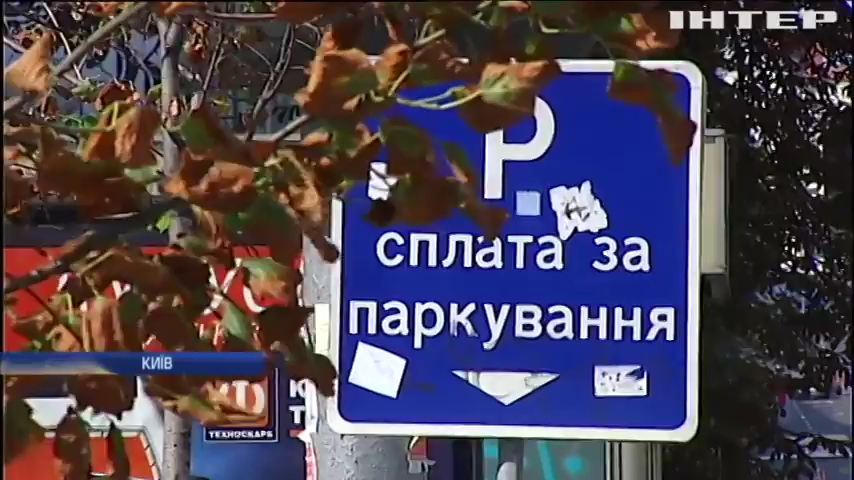 ІНТЕР
P
сплата за
паркування
КИЇВ
ТЕХНОСКАРБ